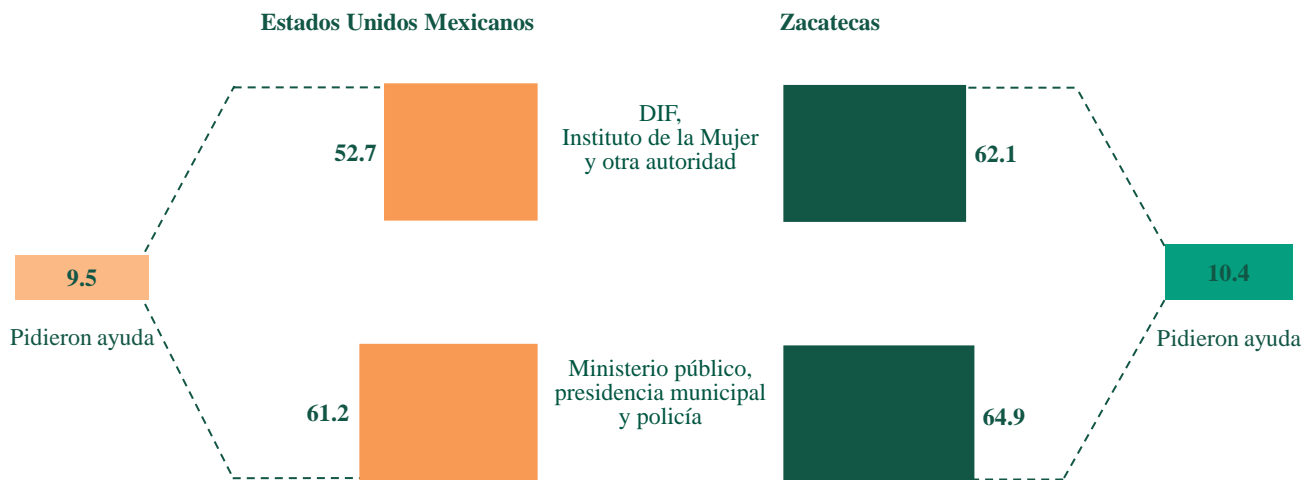 Estados Unidos Mexicanos
Zacatecas
DIF,
Instituto de la Mujer
y otra autoridad
52.7
62.1
9.5
10.4
Pidieron ayuda
Pidieron ayuda
Ministerio público,
presidencia municipal
y policía
61.2
64.9